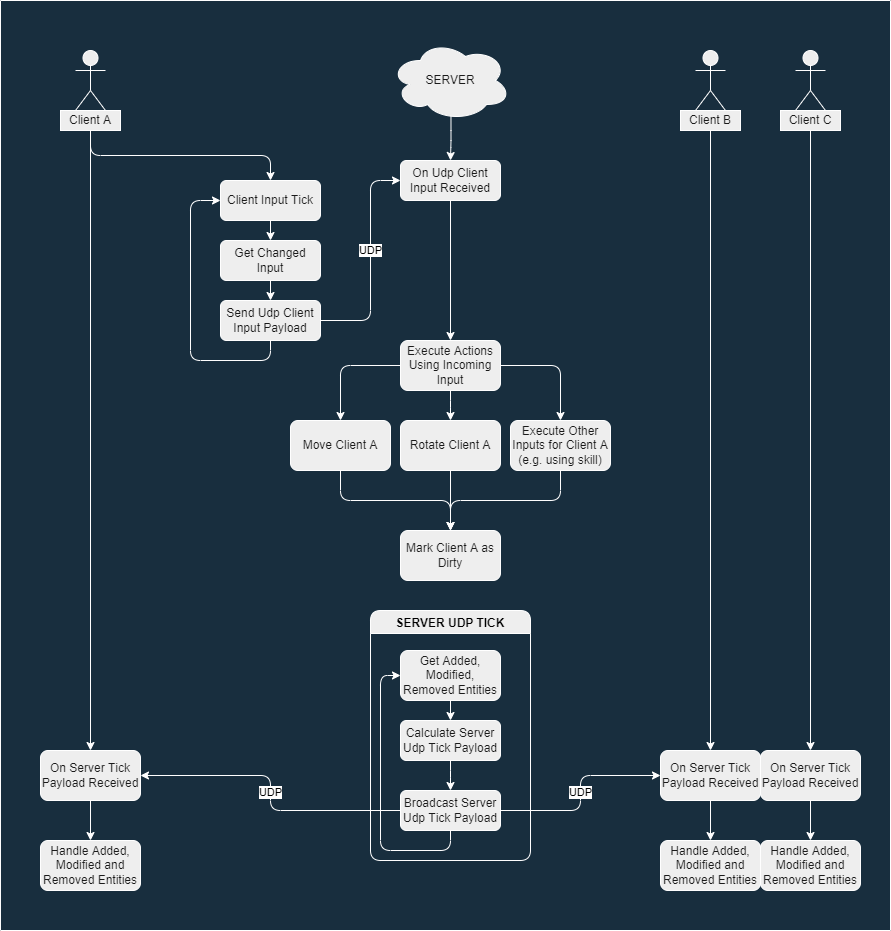 SERVER
Client A
Client B
Client C
On Udp Client
Input Received
Client Input Tick
UDP
Get Changed
Input
Send Udp Client
Input Payload
Execute Actions
Using Incoming
Input
Move Client A
Rotate Client A
Execute Other
Inputs for Client A
(e.g. using skill)
Mark Client A as
Dirty
SERVER UDP TICK
Get Added,
Modified,
Removed Entities
Calculate Server
Udp Tick Payload
Broadcast Server
Udp Tick Payload
UDP
UDP
On Server Tick
Payload Received
On Server Tick
Payload Received
On Server Tick
Payload Received
Handle Added,
Modified and
Removed Entities
Handle Added,
Modified and
Removed Entities
Handle Added,
Modified and
Removed Entities